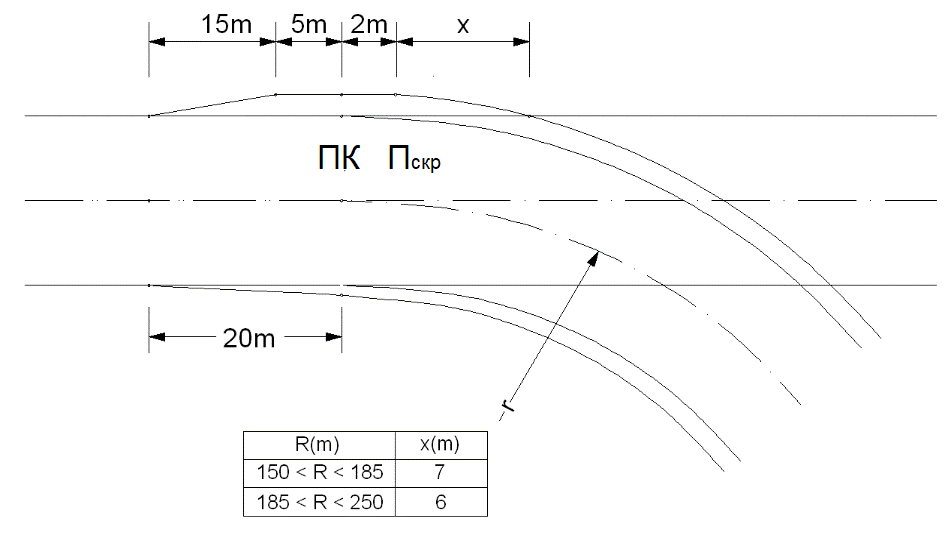 15m 5m 2m x
ПК Пскр
20m
r
R(m) x(m)
150 < R < 185 7
185 < R < 250 6